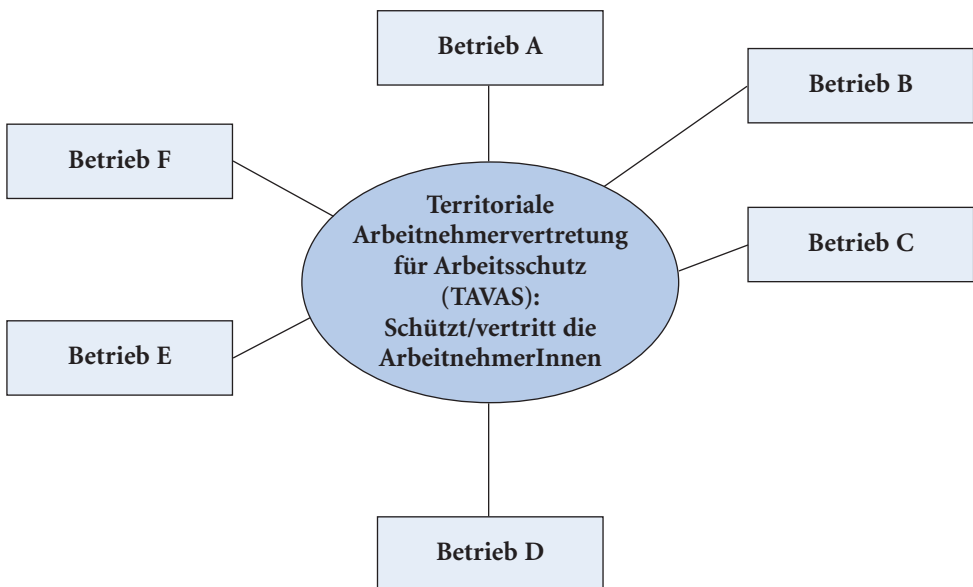 Betrieb A
Betrieb B
Betrieb F
Territoriale
Arbeitnehmervertretung
für Arbeitsschutz
(TAVAS):
Schützt/vertritt die
ArbeitnehmerInnen
Betrieb C
Betrieb E
Betrieb D